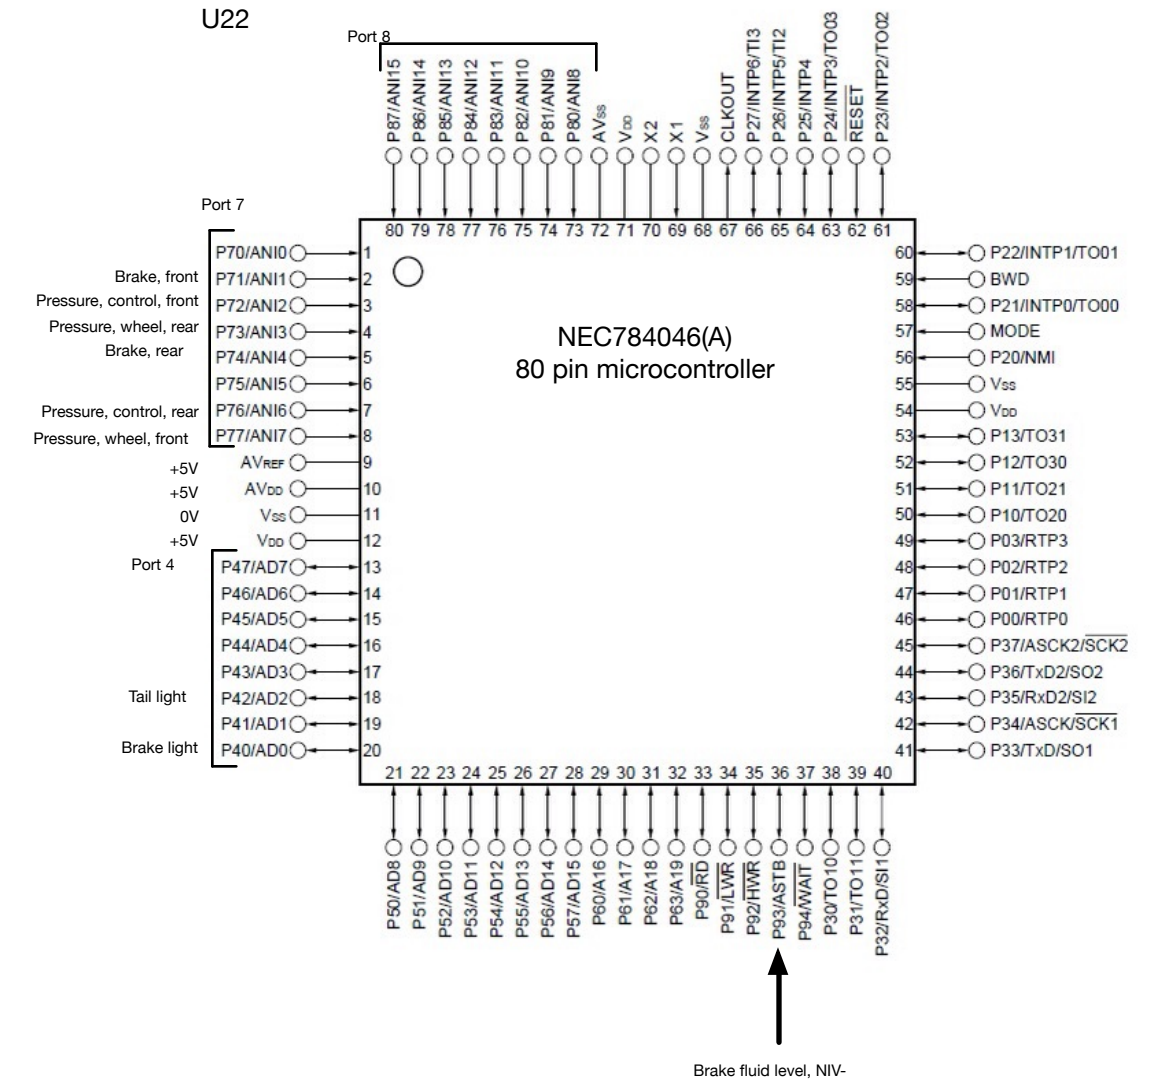 U22
Port 8
P87/ANI15
P86/ANI14
P85/ANI13
P84/ANI12
P83/ANI11
P82/ANI10
P81/ANI9
P80/ANI8
AVSS
VDD
X2
X1
VSS
CLKOUT
P27/INTP6/TI3
P26/INTP5/TI2
P25/INTP4
P24/INTP3/TO03
RESET
P23/INTP2/TO02
80 79 78 77 76 75 74 73 72 71 70 69 68 67 66 65 64 63 62 61
Port 7
P70/ANI0 1
Brake, front P71/ANI1 2
Pressure, control, front P72/ANI2 3
Pressure, wheel, rear P73/ANI3 4
Brake, rear P74/ANI4 5
P75/ANI5 6
Pressure, control, rear P76/ANI6 7
Pressure, wheel, front P77/ANI7 8
+5V AVREF 9
+5V AVDD 10
0V VSS 11
+5V VDD 12
Port 4
P47/AD7 13
P46/AD6 14
P45/AD5 15
P44/AD4 16
P43/AD3 17
Tail light P42/AD2 18
P41/AD1 19
Brake light P40/AD0 20
NEC784046(A)
80 pin microcontroller
60 P22/INTP1/TO01
59 BWD
58 P21/INTP0/TO00
57 MODE
56 P20/NMI
55 VSS
54 VDD
53 P13/TO31
52 P12/TO30
51 P11/TO21
50 P10/TO20
49 P03/RTP3
48 P02/RTP2
47 P01/RTP1
46 P00/RTP0
45 P37/ASCK2/SCK2
44 P36/TxD2/SO2
43 P35/RxD2/SI2
42 P34/ASCK/SCK1
41 P33/TxD/SO1
21 22 23 24 25 26 27 28 29 30 31 32 33 34 35 36 37 38 39 40
P50/AD8
P51/AD9
P52/AD10
P53/AD11
P54/AD12
P55/AD13
P56/AD14
P57/AD15
P60/A16
P61/A17
P62/A18
P63/A19
P90/RD
P91/LWR
P92/HWR
P93/ASTB
P94/WAIT
P30/TO10
P31/TO11
P32/RxD/SI1
Brake fluid level, NIV-